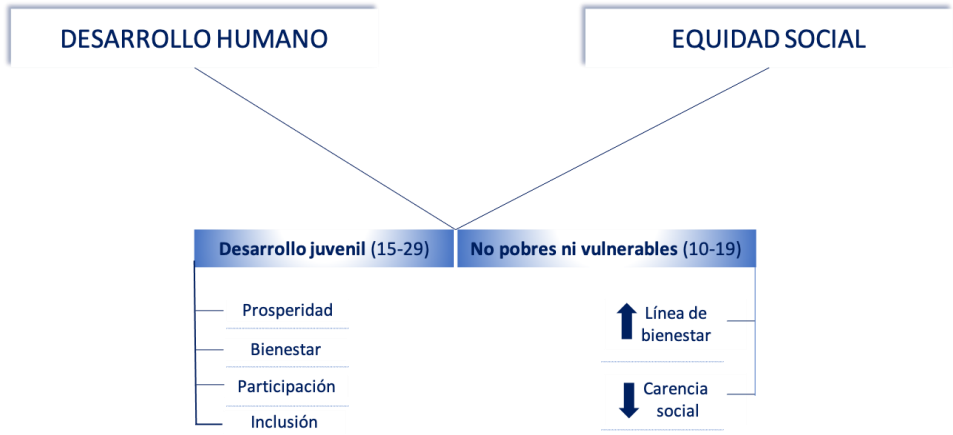 DESARROLLO HUMANO
EQUIDAD SOCIAL
Desarrollo juvenil (15-29)
No pobres ni vulnerables (10-19)
Prosperidad
Bienestar
Participación
Inclusión
Línea de
bienestar
Carencia
social